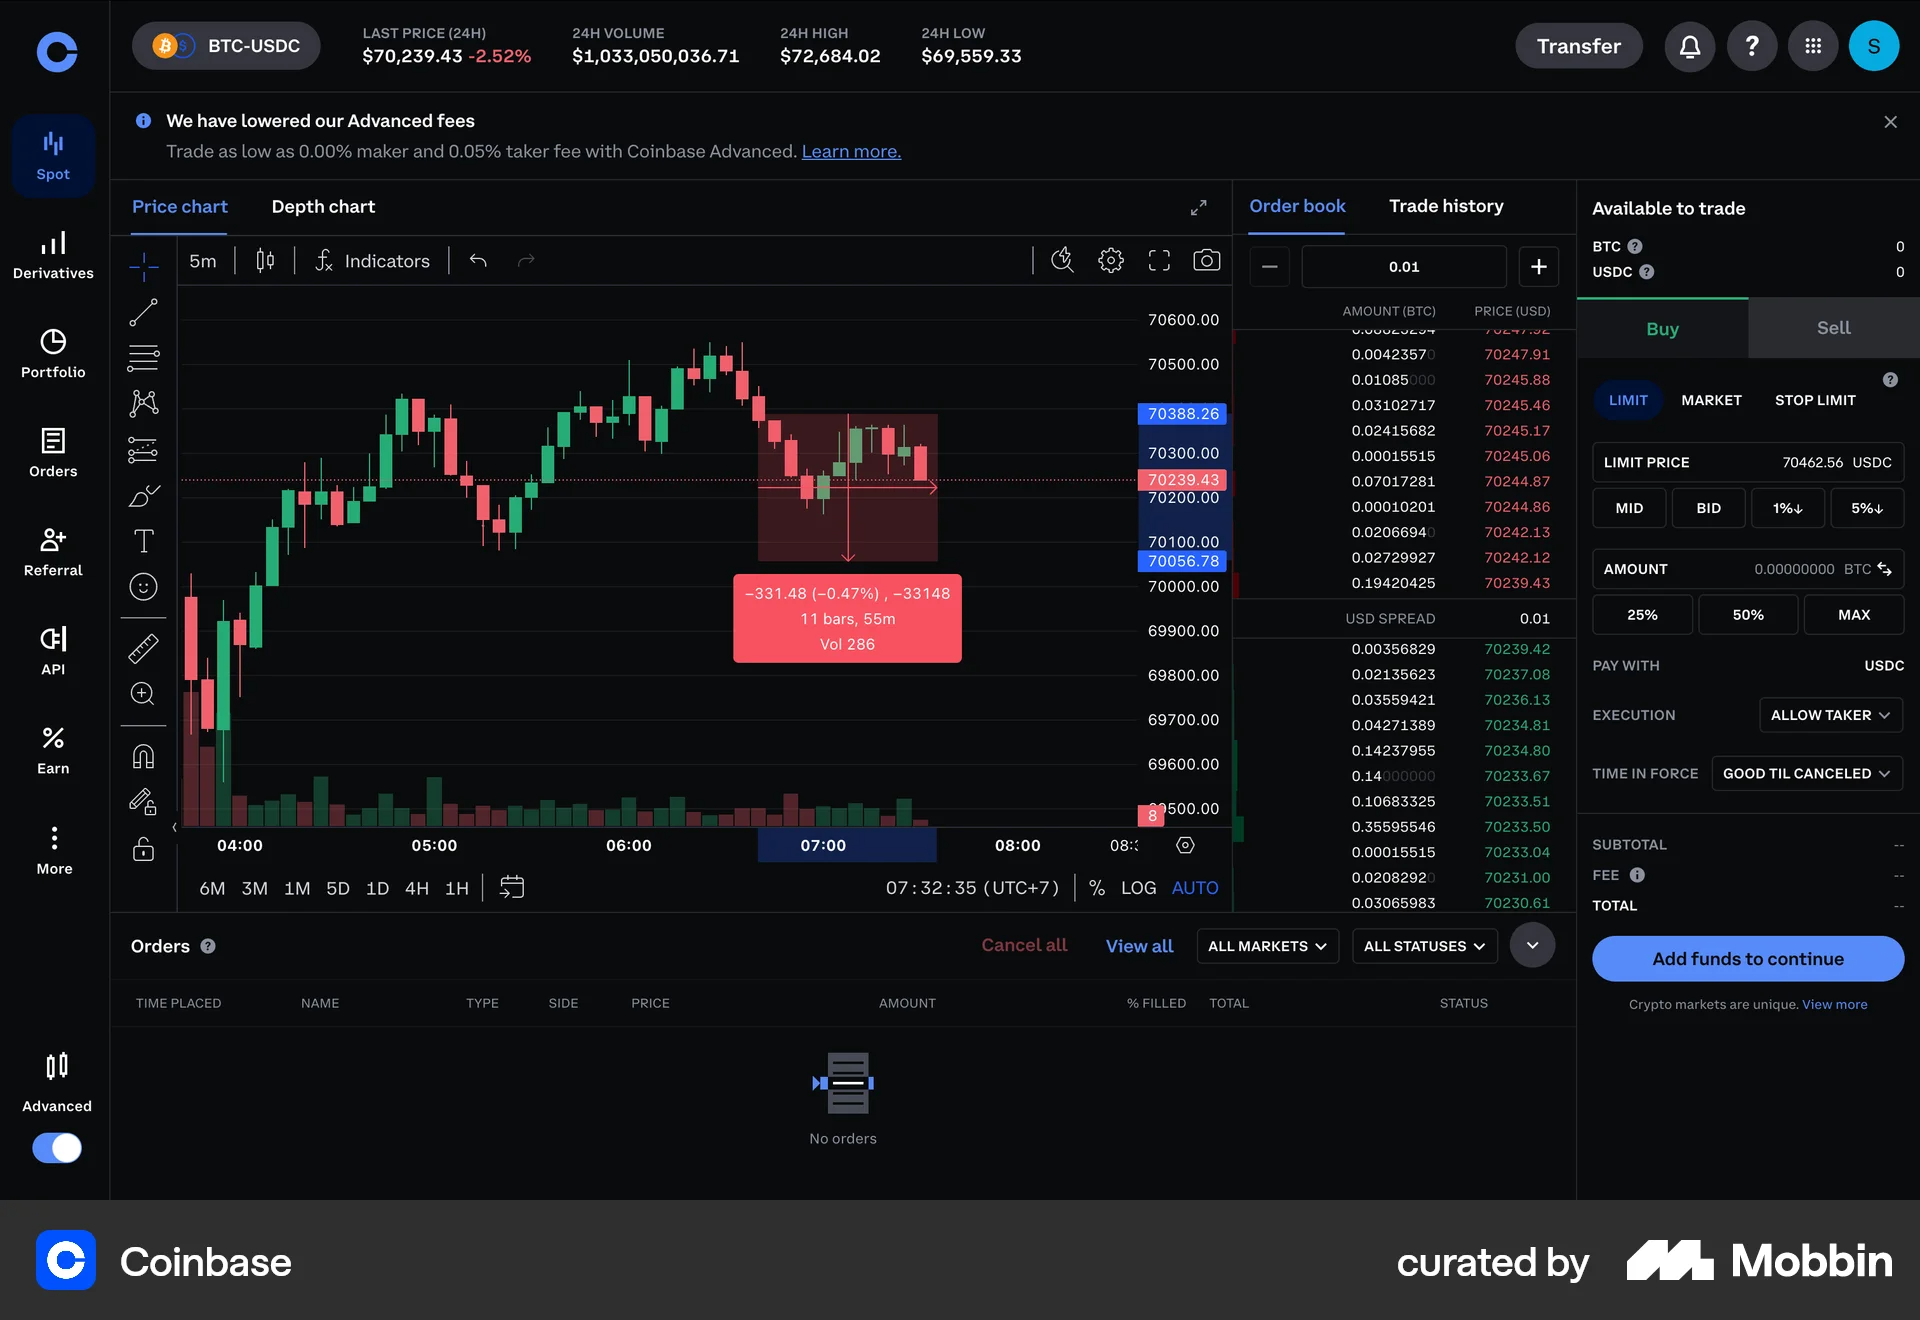 BTC-USDC
LAST PRICE (24H)
$70,239.43 -2.52%
24H VOLUME
$1,033,050,036.71
24H HIGH
$72,684.02
24H LOW
$69,559.33
Transfer
?
S
We have lowered our Advanced fees
Trade as low as 0.00% maker and 0.05% taker fee with Coinbase Advanced. Learn more.
Spot
Derivatives
Portfolio
Orders
Referral
API
Earn
More
Advanced
Price chart
Depth chart
5m
Indicators
70600.00
70500.00
70388.26
70300.00
70239.43
70200.00
70100.00
70056.78
70000.00
69900.00
69800.00
69700.00
69600.00
8
−331.48 (−0.47%) , −33148
11 bars, 55m
Vol 286
04:00 05:00 06:00 07:00 08:00
6M 3M 1M 5D 1D 4H 1H
07:32:35 (UTC+7)
% LOG AUTO
Order book
Trade history
0.01
AMOUNT (BTC) PRICE (USD)
0.00423570 70247.91
0.01085000 70245.88
0.03102717 70245.46
0.02415682 70245.17
0.00015515 70245.06
0.07017281 70244.87
0.00010201 70244.86
0.02066940 70242.13
0.02729927 70242.12
0.19420425 70239.43
USD SPREAD 0.01
0.00356829 70239.42
0.02135623 70237.08
0.03559421 70236.13
0.04271389 70234.81
0.14237955 70234.80
0.14000000 70233.67
0.10683325 70233.51
0.35595546 70233.50
0.00015515 70233.04
0.02082920 70231.00
0.03065983 70230.61
Available to trade
BTC ? 0
USDC ? 0
Buy
Sell
?
LIMIT
MARKET
STOP LIMIT
LIMIT PRICE 70462.56 USDC
MID BID 1%↓ 5%↓
AMOUNT 0.00000000 BTC
25% 50% MAX
PAY WITH USDC
EXECUTION ALLOW TAKER
TIME IN FORCE GOOD TIL CANCELED
SUBTOTAL --
FEE --
TOTAL --
Add funds to continue
Crypto markets are unique. View more
Orders ?
Cancel all
View all
ALL MARKETS
ALL STATUSES
TIME PLACED NAME TYPE SIDE PRICE AMOUNT % FILLED TOTAL STATUS
No orders
Coinbase
curated by
Mobbin